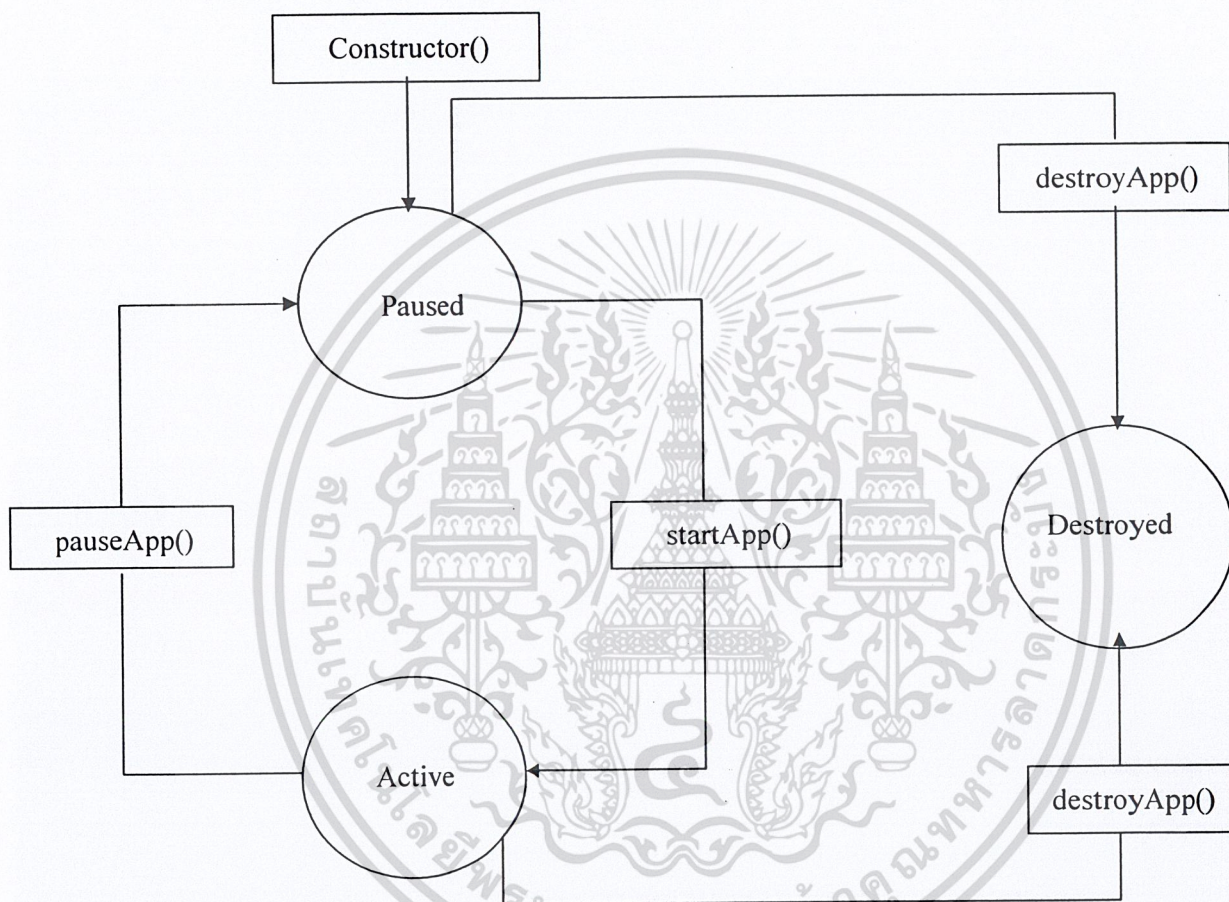 Constructor()
destroyApp()
Paused
pauseApp()
startApp()
Destroyed
Active
destroyApp()